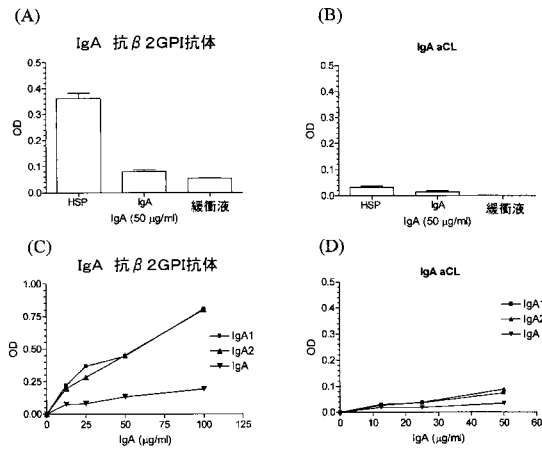 (A)
IgA 抗β2GPI抗体
0.5
0.4
0.3
0.2
0.1
0.0
OD
HSP IgA 緩衝液
IgA (50 μg/ml)
(B)
IgA aCL
0.5
0.4
0.3
0.2
0.1
0.0
OD
HSP IgA 緩衝液
IgA (50 μg/ml)
(C)
IgA 抗β2GPI抗体
1.00
0.75
0.50
0.25
0.00
OD
0 25 50 75 100 125
IgA (μg/ml)
IgA1
IgA2
IgA
(D)
IgA aCL
0.5
0.4
0.3
0.2
0.1
0.0
OD
0 10 20 30 40 50 60
IgA (μg/ml)
IgA1
IgA2
IgA